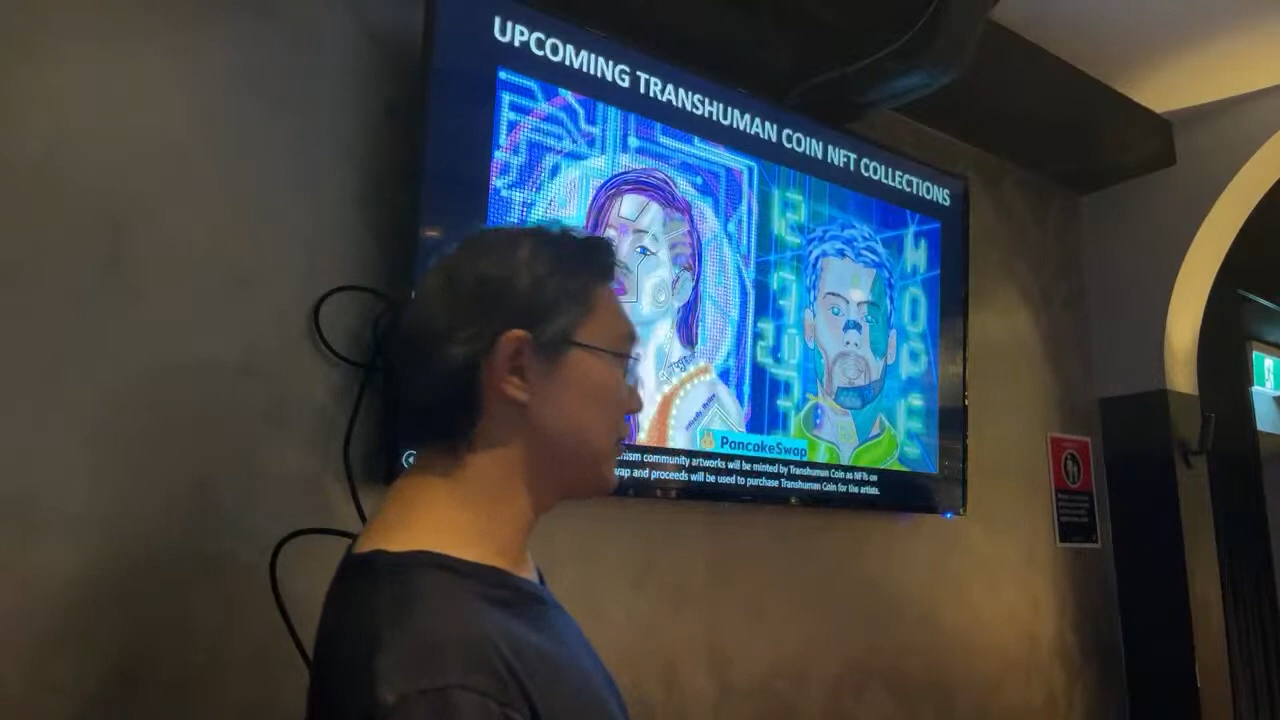 UPCOMING TRANSHUMAN COIN NFT COLLECTIONS
HOPE
PancakeSwap
community artworks will be minted by Transhuman Coin as NFTs on
and proceeds will be used to purchase Transhuman Coin for the artists.